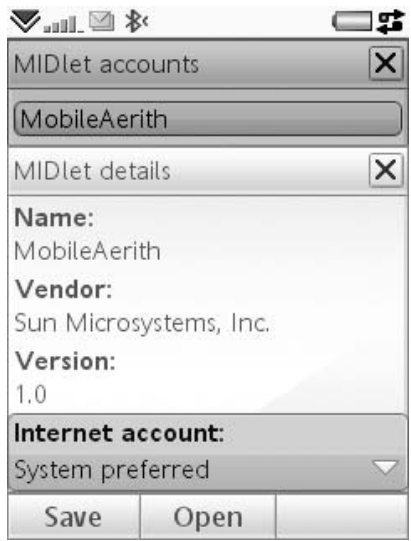 MIDlet accounts
MobileAerith
MIDlet details
Name:
MobileAerith
Vendor:
Sun Microsystems, Inc.
Version:
1.0
Internet account:
System preferred
Save Open